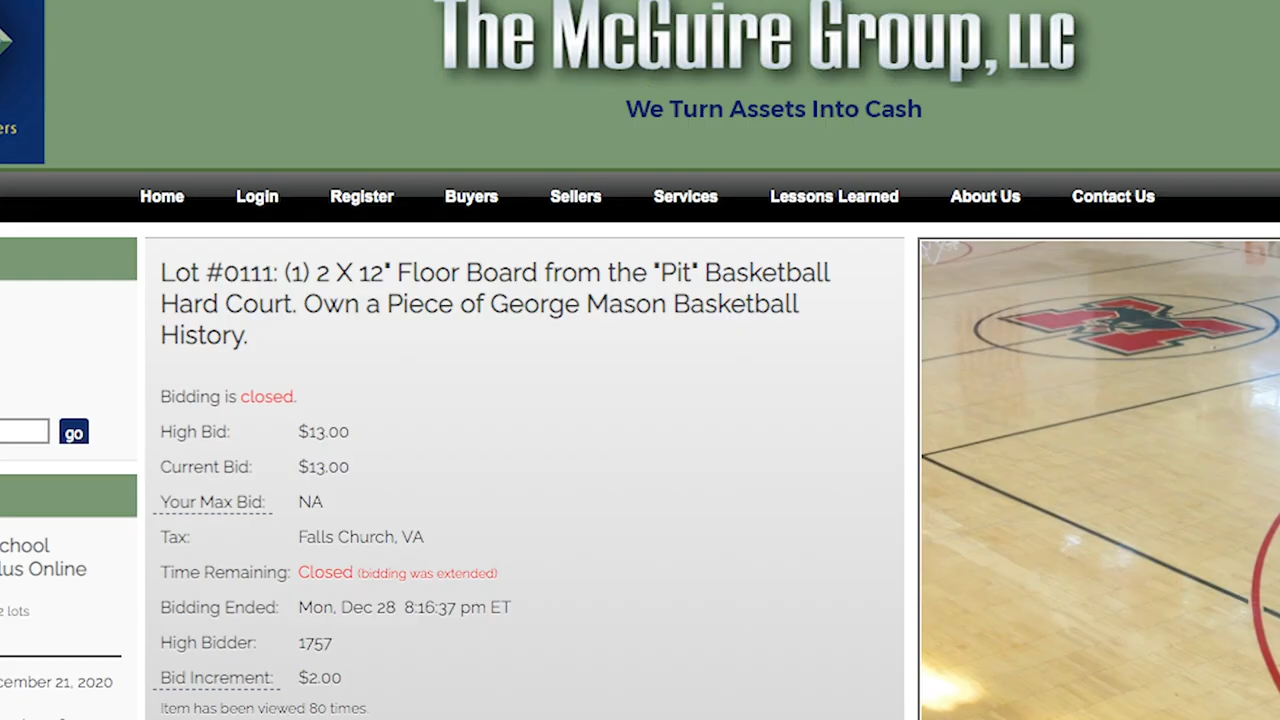 The McGuire Group, LLC
We Turn Assets Into Cash
ers
Home Login Register Buyers Sellers Services Lessons Learned About Us Contact Us
Lot #0111: (1) 2 X 12" Floor Board from the "Pit" Basketball
Hard Court. Own a Piece of George Mason Basketball
History.
Bidding is closed.
High Bid: $13.00
go
Current Bid: $13.00
Your Max Bid: NA
Tax: Falls Church, VA
chool
lus Online
Time Remaining: Closed (bidding was extended)
2 lots
Bidding Ended: Mon, Dec 28 8:16:37 pm ET
High Bidder: 1757
cember 21, 2020
Bid Increment: $2.00
Item has been viewed 80 times.